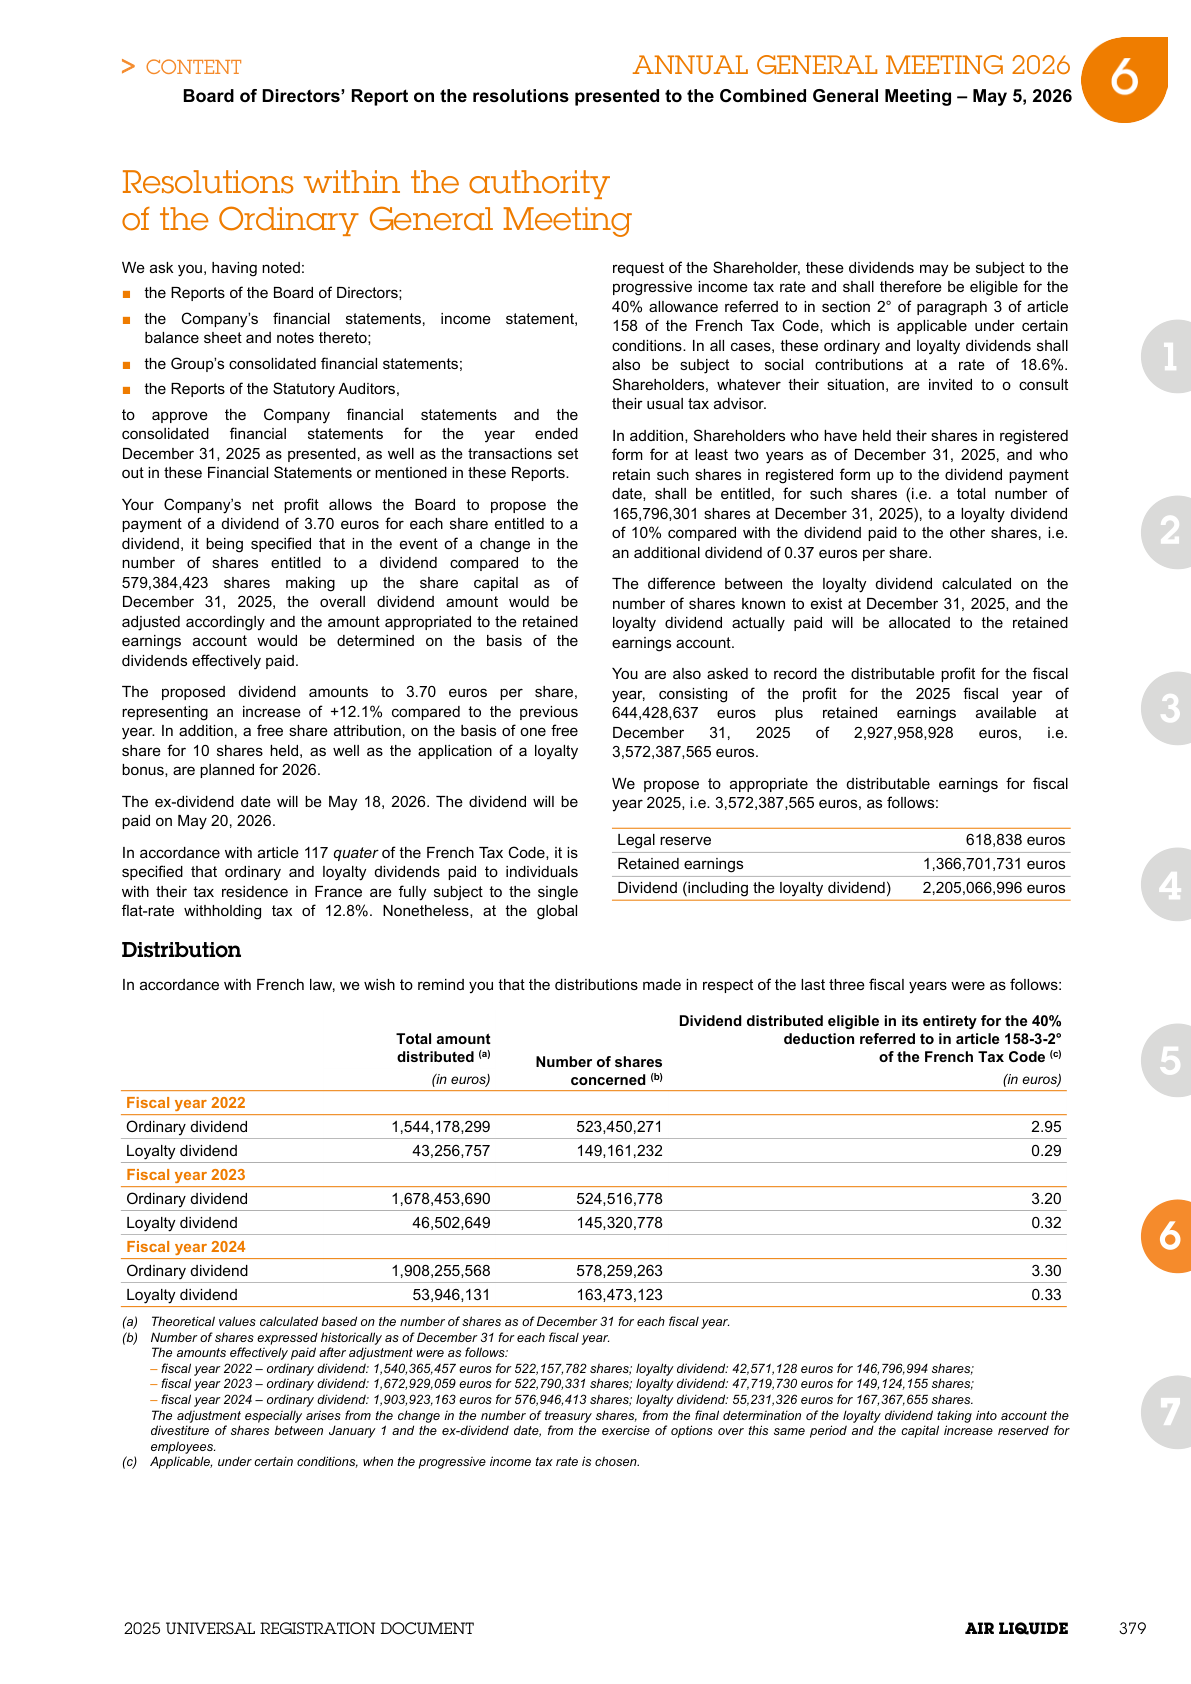 > CONTENT
ANNUAL GENERAL MEETING 2026
6
Board of Directors’ Report on the resolutions presented to the Combined General Meeting – May 5, 2026
Resolutions within the authority
of the Ordinary General Meeting
We ask you, having noted:
■ the Reports of the Board of Directors;
■ the Company’s financial statements, income statement,
balance sheet and notes thereto;
■ the Group’s consolidated financial statements;
■ the Reports of the Statutory Auditors,
to approve the Company financial statements and the
consolidated financial statements for the year ended
December 31, 2025 as presented, as well as the transactions set
out in these Financial Statements or mentioned in these Reports.
Your Company’s net profit allows the Board to propose the
payment of a dividend of 3.70 euros for each share entitled to a
dividend, it being specified that in the event of a change in the
number of shares entitled to a dividend compared to the
579,384,423 shares making up the share capital as of
December 31, 2025, the overall dividend amount would be
adjusted accordingly and the amount appropriated to the retained
earnings account would be determined on the basis of the
dividends effectively paid.
The proposed dividend amounts to 3.70 euros per share,
representing an increase of +12.1% compared to the previous
year. In addition, a free share attribution, on the basis of one free
share for 10 shares held, as well as the application of a loyalty
bonus, are planned for 2026.
The ex-dividend date will be May 18, 2026. The dividend will be
paid on May 20, 2026.
In accordance with article 117 quater of the French Tax Code, it is
specified that ordinary and loyalty dividends paid to individuals
with their tax residence in France are fully subject to the single
flat-rate withholding tax of 12.8%. Nonetheless, at the global
request of the Shareholder, these dividends may be subject to the
progressive income tax rate and shall therefore be eligible for the
40% allowance referred to in section 2° of paragraph 3 of article
158 of the French Tax Code, which is applicable under certain
conditions. In all cases, these ordinary and loyalty dividends shall
also be subject to social contributions at a rate of 18.6%.
Shareholders, whatever their situation, are invited to o consult
their usual tax advisor.
In addition, Shareholders who have held their shares in registered
form for at least two years as of December 31, 2025, and who
retain such shares in registered form up to the dividend payment
date, shall be entitled, for such shares (i.e. a total number of
165,796,301 shares at December 31, 2025), to a loyalty dividend
of 10% compared with the dividend paid to the other shares, i.e.
an additional dividend of 0.37 euros per share.
The difference between the loyalty dividend calculated on the
number of shares known to exist at December 31, 2025, and the
loyalty dividend actually paid will be allocated to the retained
earnings account.
You are also asked to record the distributable profit for the fiscal
year, consisting of the profit for the 2025 fiscal year of
644,428,637 euros plus retained earnings available at
December 31, 2025 of 2,927,958,928 euros, i.e.
3,572,387,565 euros.
We propose to appropriate the distributable earnings for fiscal
year 2025, i.e. 3,572,387,565 euros, as follows:
Legal reserve 618,838 euros
Retained earnings 1,366,701,731 euros
Dividend (including the loyalty dividend) 2,205,066,996 euros
Distribution
In accordance with French law, we wish to remind you that the distributions made in respect of the last three fiscal years were as follows:
Total amount
distributed (a)
(in euros)
Number of shares
concerned (b)
Dividend distributed eligible in its entirety for the 40%
deduction referred to in article 158-3-2°
of the French Tax Code (c)
(in euros)
Fiscal year 2022
Ordinary dividend 1,544,178,299 523,450,271 2.95
Loyalty dividend 43,256,757 149,161,232 0.29
Fiscal year 2023
Ordinary dividend 1,678,453,690 524,516,778 3.20
Loyalty dividend 46,502,649 145,320,778 0.32
Fiscal year 2024
Ordinary dividend 1,908,255,568 578,259,263 3.30
Loyalty dividend 53,946,131 163,473,123 0.33
(a) Theoretical values calculated based on the number of shares as of December 31 for each fiscal year.
(b) Number of shares expressed historically as of December 31 for each fiscal year.
The amounts effectively paid after adjustment were as follows:
– fiscal year 2022 – ordinary dividend: 1,540,365,457 euros for 522,157,782 shares; loyalty dividend: 42,571,128 euros for 146,796,994 shares;
– fiscal year 2023 – ordinary dividend: 1,672,929,059 euros for 522,790,331 shares; loyalty dividend: 47,719,730 euros for 149,124,155 shares;
– fiscal year 2024 – ordinary dividend: 1,903,923,163 euros for 576,946,413 shares; loyalty dividend: 55,231,326 euros for 167,367,655 shares.
The adjustment especially arises from the change in the number of treasury shares, from the final determination of the loyalty dividend taking into account the
divestiture of shares between January 1 and the ex-dividend date, from the exercise of options over this same period and the capital increase reserved for
employees.
(c) Applicable, under certain conditions, when the progressive income tax rate is chosen.
1
2
3
4
5
6
7
2025 UNIVERSAL REGISTRATION DOCUMENT
AIR LIQUIDE 379